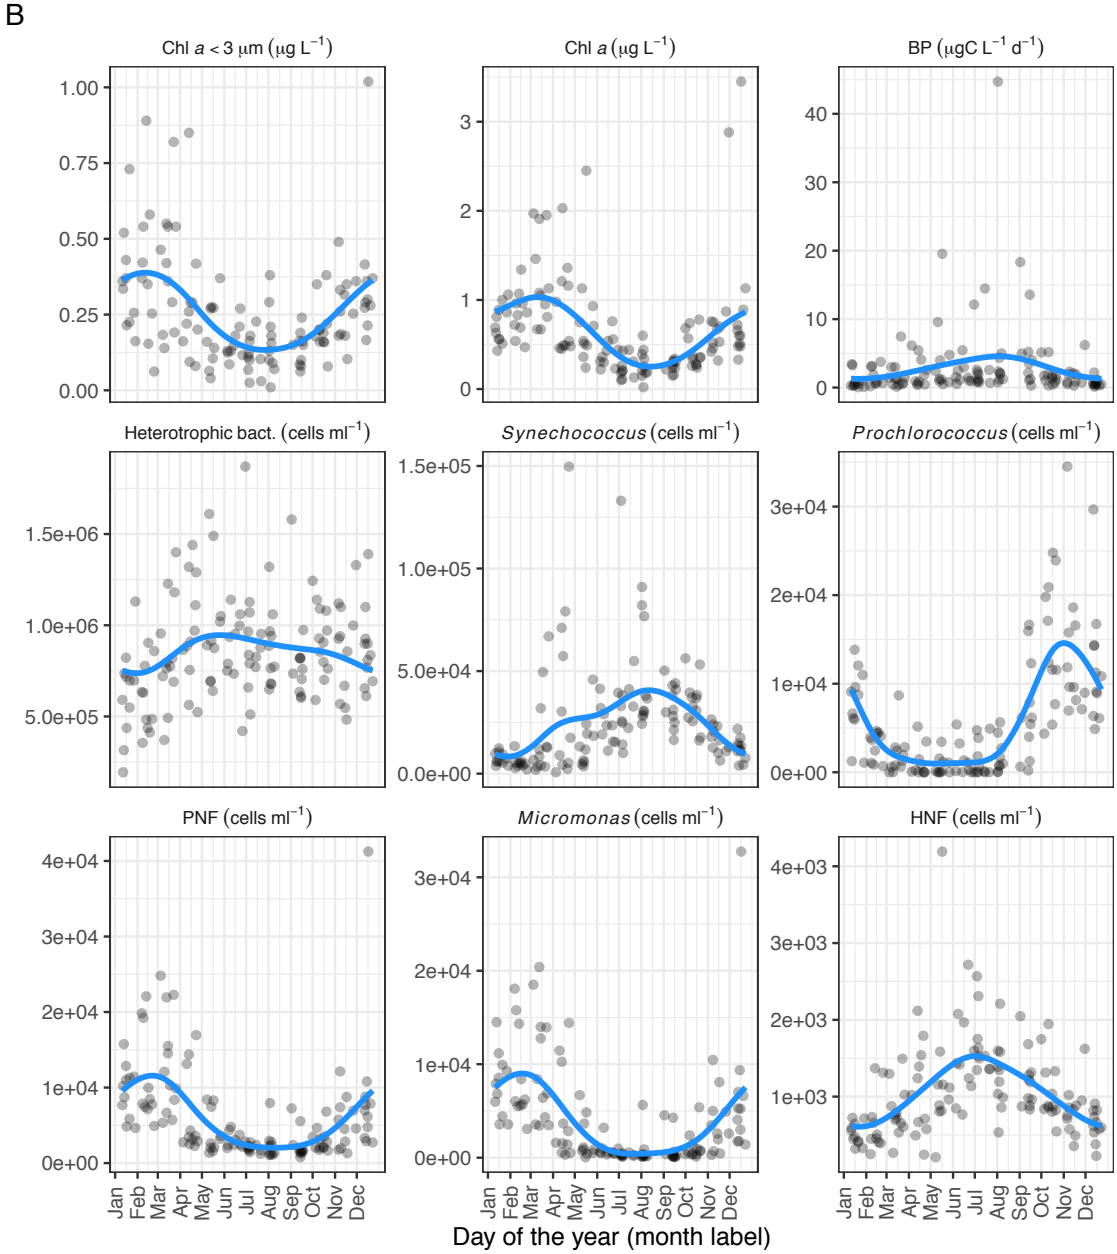 B
Chl a < 3 μm (μg L⁻¹)
Chl a (μg L⁻¹)
BP (μgC L⁻¹ d⁻¹)
1.00
0.75
0.50
0.25
0.00
3
2
1
0
40
30
20
10
0
Heterotrophic bact. (cells ml⁻¹)
Synechococcus (cells ml⁻¹)
Prochlorococcus (cells ml⁻¹)
1.5e+06
1.0e+06
5.0e+05
1.5e+05
1.0e+05
5.0e+04
0.0e+00
3e+04
2e+04
1e+04
0e+00
PNF (cells ml⁻¹)
Micromonas (cells ml⁻¹)
HNF (cells ml⁻¹)
4e+04
3e+04
2e+04
1e+04
0e+00
3e+04
2e+04
1e+04
0e+00
4e+03
3e+03
2e+03
1e+03
Jan Feb Mar Apr May Jun Jul Aug Sep Oct Nov Dec
Jan Feb Mar Apr May Jun Jul Aug Sep Oct Nov Dec
Jan Feb Mar Apr May Jun Jul Aug Sep Oct Nov Dec
Day of the year (month label)